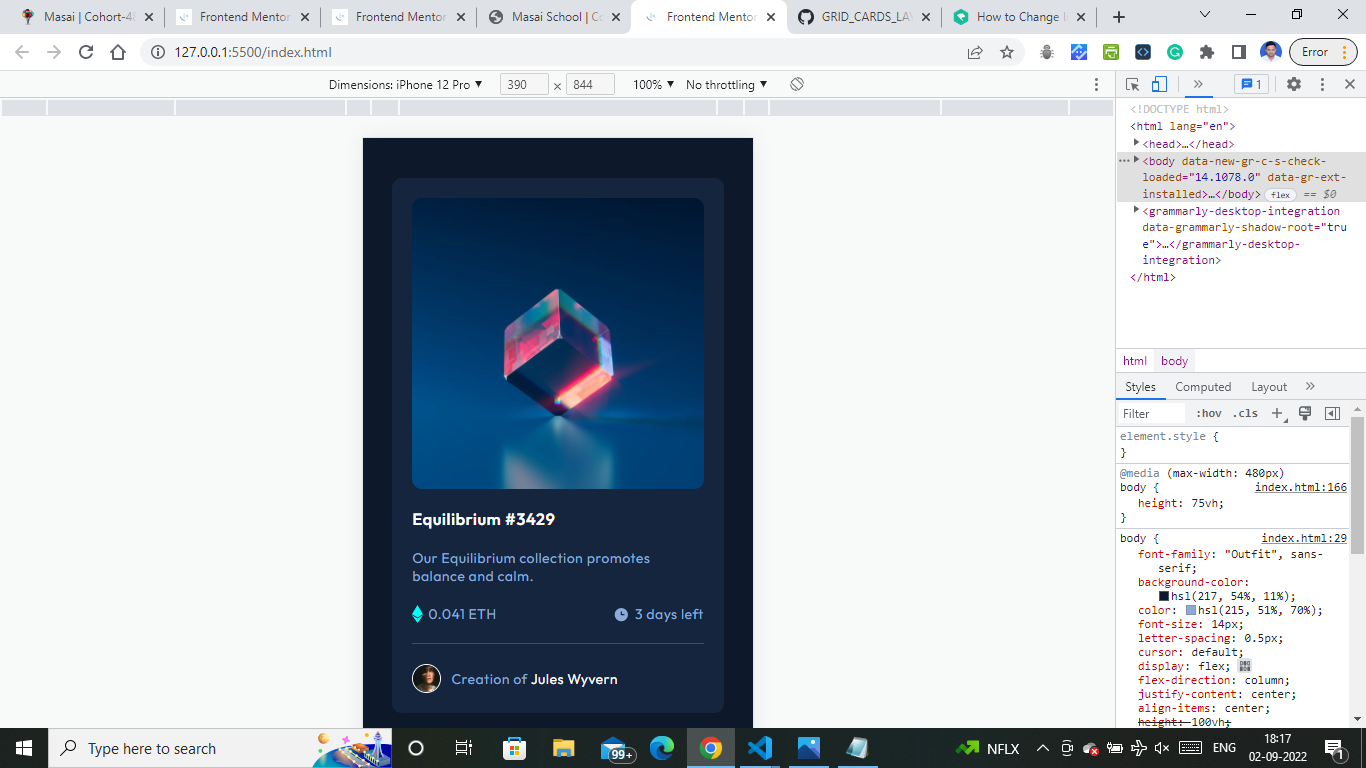 Masai | Cohort-48
Frontend Mentor
Frontend Mentor
Masai School | Co
Frontend Mentor
GRID_CARDS_LAY
How to Change I
127.0.0.1:5500/index.html
Error
Dimensions: iPhone 12 Pro ▼ 390 × 844 100% ▼ No throttling ▼
1
<!DOCTYPE html>
<html lang="en">
<head>…</head>
<body data-new-gr-c-s-check-
loaded="14.1078.0" data-gr-ext-
installed>…</body> flex == $0
<grammarly-desktop-integration
data-grammarly-shadow-root="tru
e">…</grammarly-desktop-
integration>
</html>
html body
Styles Computed Layout »
Filter :hov .cls +
element.style {
}
@media (max-width: 480px)
body { index.html:166
height: 75vh;
}
body { index.html:29
font-family: "Outfit", sans-
serif;
background-color:
hsl(217, 54%, 11%);
color: hsl(215, 51%, 70%);
font-size: 14px;
letter-spacing: 0.5px;
cursor: default;
display: flex;
flex-direction: column;
justify-content: center;
align-items: center;
height: 100vh;
Equilibrium #3429
Our Equilibrium collection promotes
balance and calm.
0.041 ETH 3 days left
Creation of Jules Wyvern
Type here to search
99+
NFLX
ENG
18:17
02-09-2022
1